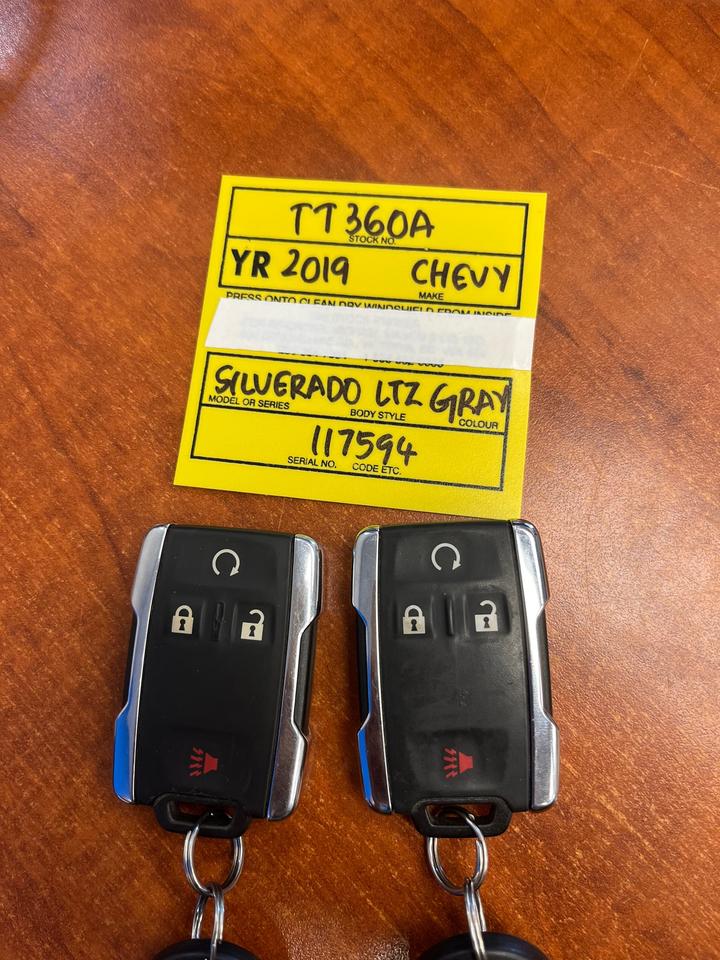 TT360A
STOCK NO.
YR 2019 CHEVY
MAKE
PRESS ONTO CLEAN DRY WINDSHIELD FROM INSIDE
SILVERADO LTZ GRAY
MODEL OR SERIES BODY STYLE COLOUR
117594
SERIAL NO. CODE ETC.